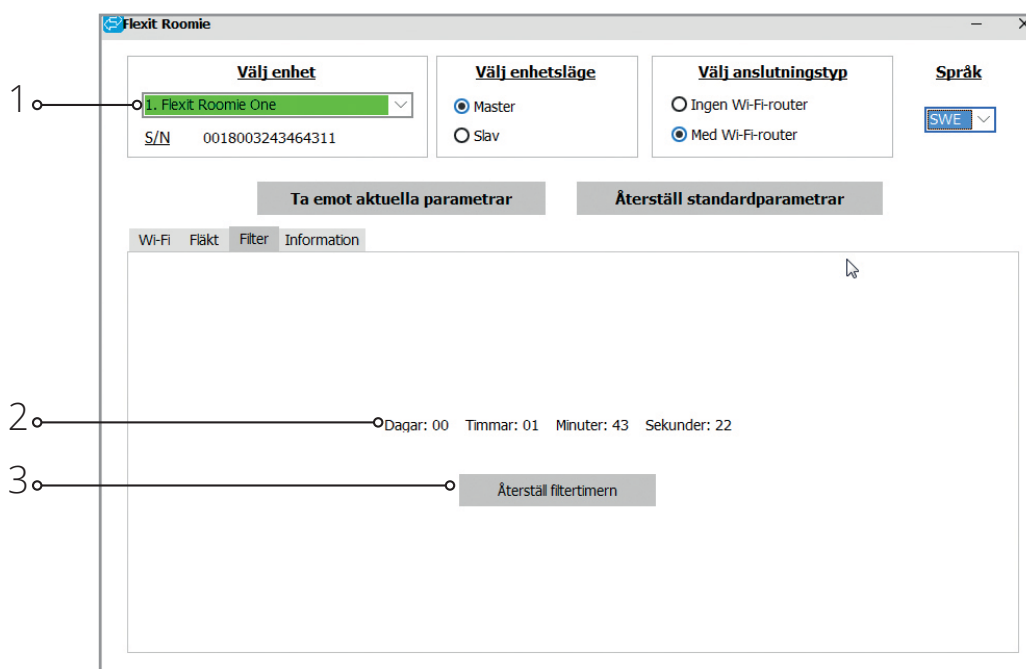 Flexit Roomie
Välj enhet
1
1. Flexit Roomie One
S/N 0018003243464311
Välj enhetsläge
Master
Slav
Välj anslutningstyp
Ingen Wi-Fi-router
Med Wi-Fi-router
Språk
SWE
Ta emot aktuella parametrar
Återställ standardparametrar
Wi-Fi Fläkt Filter Information
2
Dagar: 00 Timmar: 01 Minuter: 43 Sekunder: 22
3
Återställ filtertimern